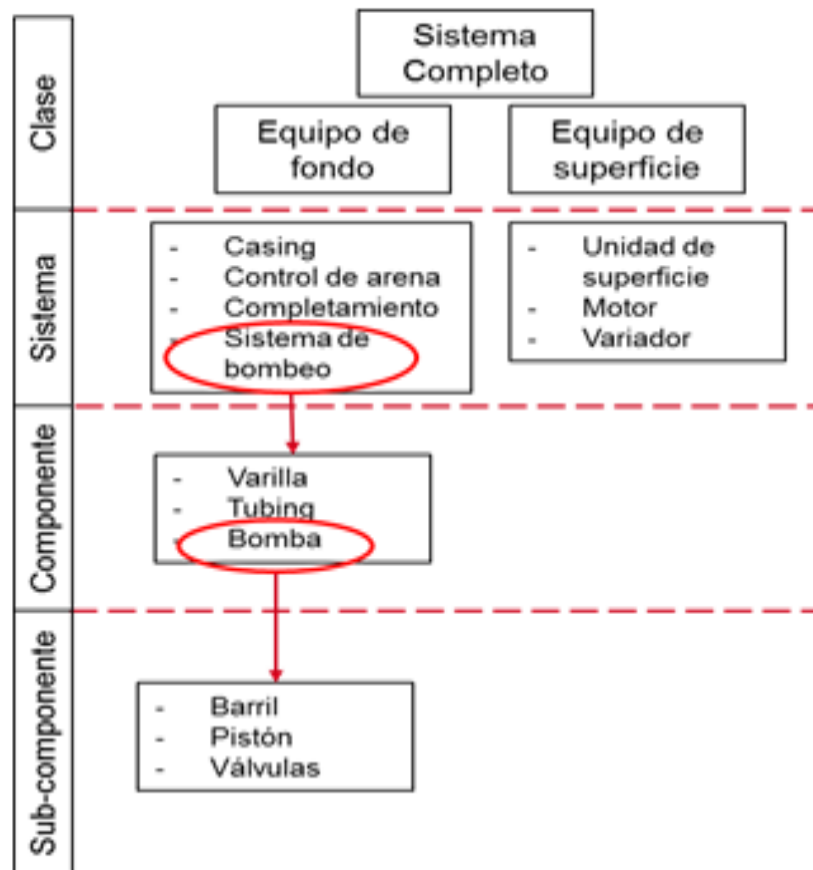 Clase
Sistema
Completo
Equipo de
fondo
Equipo de
superficie
Sistema
- Casing
- Control de arena
- Completamiento
- Sistema de
bombeo
- Unidad de
superficie
- Motor
- Variador
Componente
- Varilla
- Tubing
- Bomba
Sub-componente
- Barril
- Pistón
- Válvulas